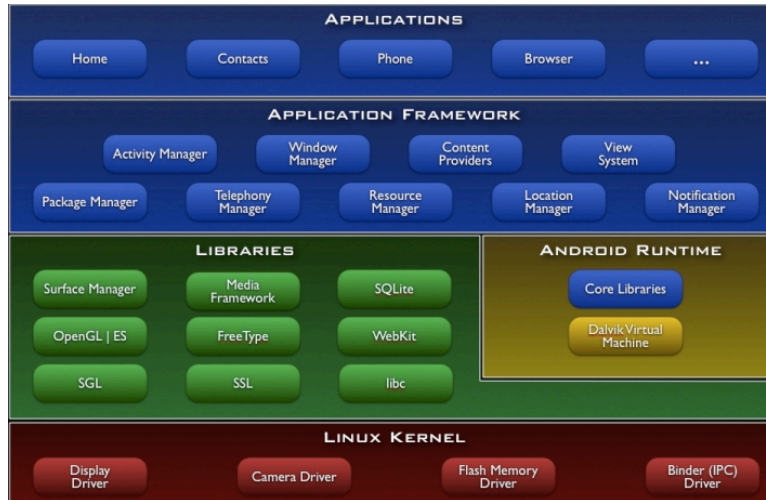 APPLICATIONS
Home
Contacts
Phone
Browser
...
APPLICATION FRAMEWORK
Activity Manager
Window
Manager
Content
Providers
View
System
Package Manager
Telephony
Manager
Resource
Manager
Location
Manager
Notification
Manager
LIBRARIES
Surface Manager
Media
Framework
SQLite
OpenGL | ES
FreeType
WebKit
SGL
SSL
libc
ANDROID RUNTIME
Core Libraries
Dalvik Virtual
Machine
LINUX KERNEL
Display
Driver
Camera Driver
Flash Memory
Driver
Binder (IPC)
Driver